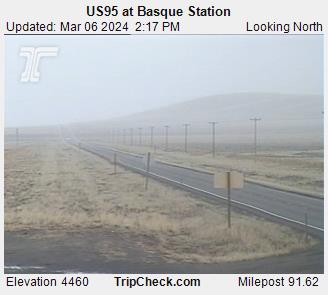 US95 at Basque Station
Updated: Mar 06 2024 2:17 PM Looking North
Elevation 4460 TripCheck.com Milepost 91.62